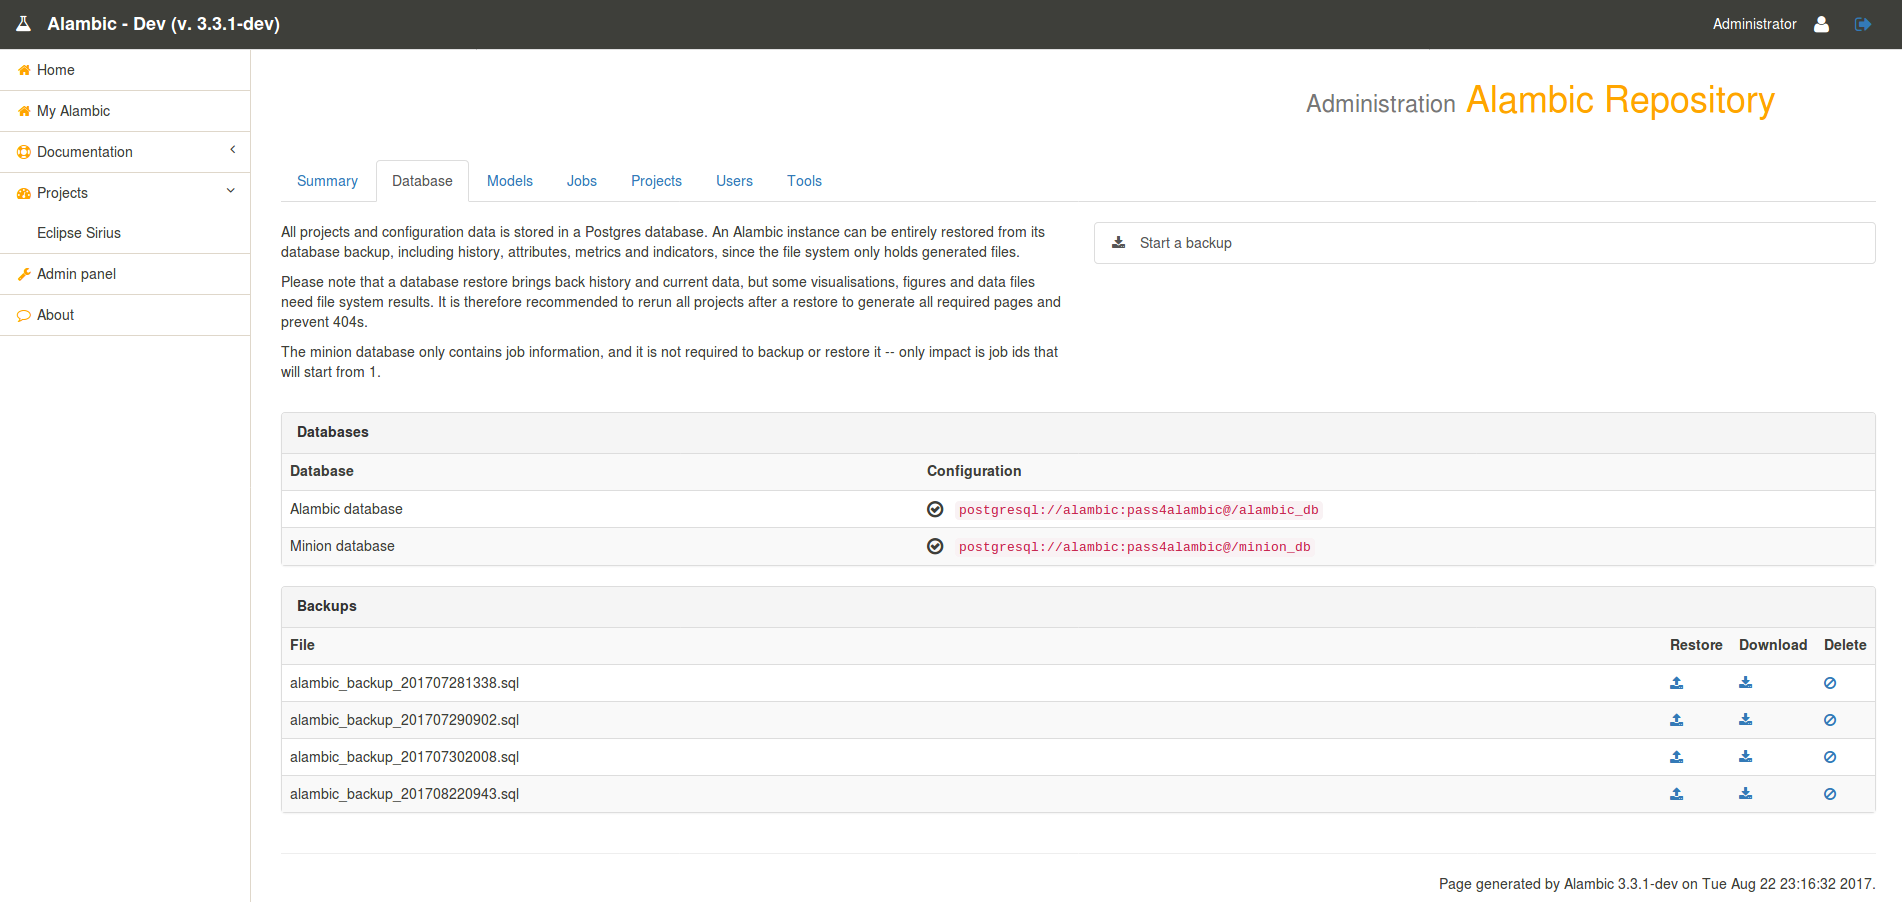 Alambic - Dev (v. 3.3.1-dev)
Administrator
Home
My Alambic
Documentation
Projects
Eclipse Sirius
Admin panel
About
Administration Alambic Repository
Summary Database Models Jobs Projects Users Tools
All projects and configuration data is stored in a Postgres database. An Alambic instance can be entirely restored from its
database backup, including history, attributes, metrics and indicators, since the file system only holds generated files.
Please note that a database restore brings back history and current data, but some visualisations, figures and data files
need file system results. It is therefore recommended to rerun all projects after a restore to generate all required pages and
prevent 404s.
The minion database only contains job information, and it is not required to backup or restore it -- only impact is job ids that
will start from 1.
Start a backup
Databases
Database Configuration
Alambic database postgresql://alambic:pass4alambic@/alambic_db
Minion database postgresql://alambic:pass4alambic@/minion_db
Backups
File Restore Download Delete
alambic_backup_201707281338.sql
alambic_backup_201707290902.sql
alambic_backup_201707302008.sql
alambic_backup_201708220943.sql
Page generated by Alambic 3.3.1-dev on Tue Aug 22 23:16:32 2017.